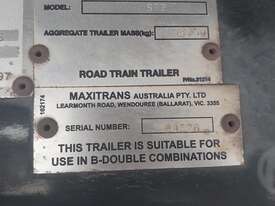 MODEL:
AGGREGATE TRAILER MASS(kg)
ROAD TRAIN TRAILER
MAXITRANS AUSTRALIA PTY. LTD
LEARMONTH ROAD, WENDOUREE (BALLARAT), VIC. 3355
SERIAL NUMBER:
THIS TRAILER IS SUITABLE FOR
USE IN B-DOUBLE COMBINATIONS